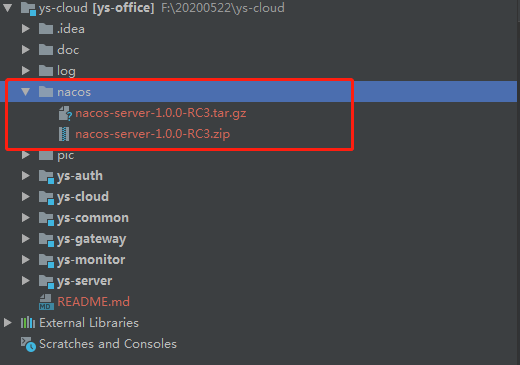 ys-cloud [ys-office] F:\20200522\ys-cloud
.idea
doc
log
nacos
nacos-server-1.0.0-RC3.tar.gz
nacos-server-1.0.0-RC3.zip
pic
ys-auth
ys-cloud
ys-common
ys-gateway
ys-monitor
ys-server
README.md
External Libraries
Scratches and Consoles